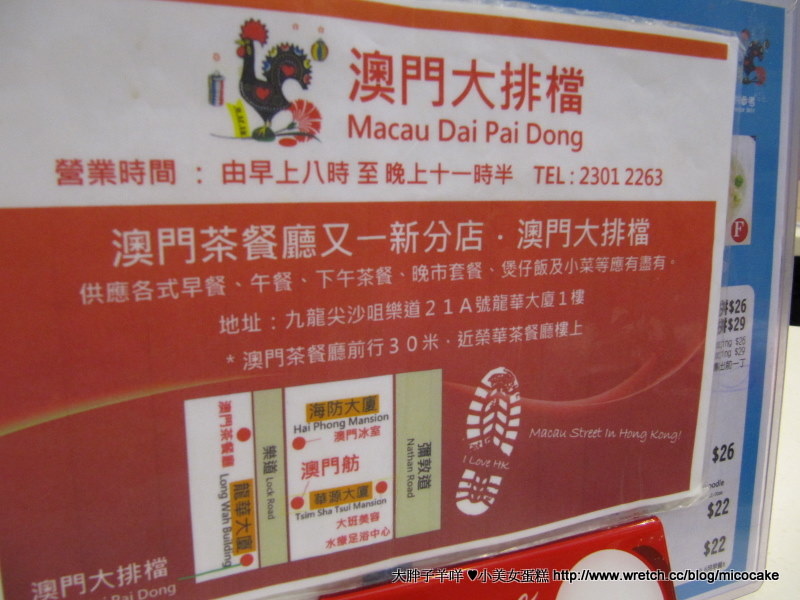 澳門大排檔
Macau Dai Pai Dong
營業時間 : 由早上八時 至 晚上十一時半 TEL : 2301 2263
澳門茶餐廳又一新分店 · 澳門大排檔
供應各式早餐、午餐、下午茶餐、晚市套餐、煲仔飯及小菜等應有盡有。
地址 : 九龍尖沙咀樂道21A號龍華大廈1樓
* 澳門茶餐廳前行30米 · 近榮華茶餐廳樓上
澳門茶餐廳
龍華大廈
Long Wah Building
樂道 Lock Road
海防大廈
Hai Phong Mansion
澳門冰室
澳門舫
華源大廈
Tsim Sha Tsui Mansion
大班美容
水療足浴中心
彌敦道
Nathan Road
I Love HK
Macau Street In Hong Kong!
澳門大排檔
Pai Dong
F
$26
$29
$26
$29
$26
$22
$22
大胖子羊咩♥小美女蛋糕 http://www.wretch.cc/blog/micocake